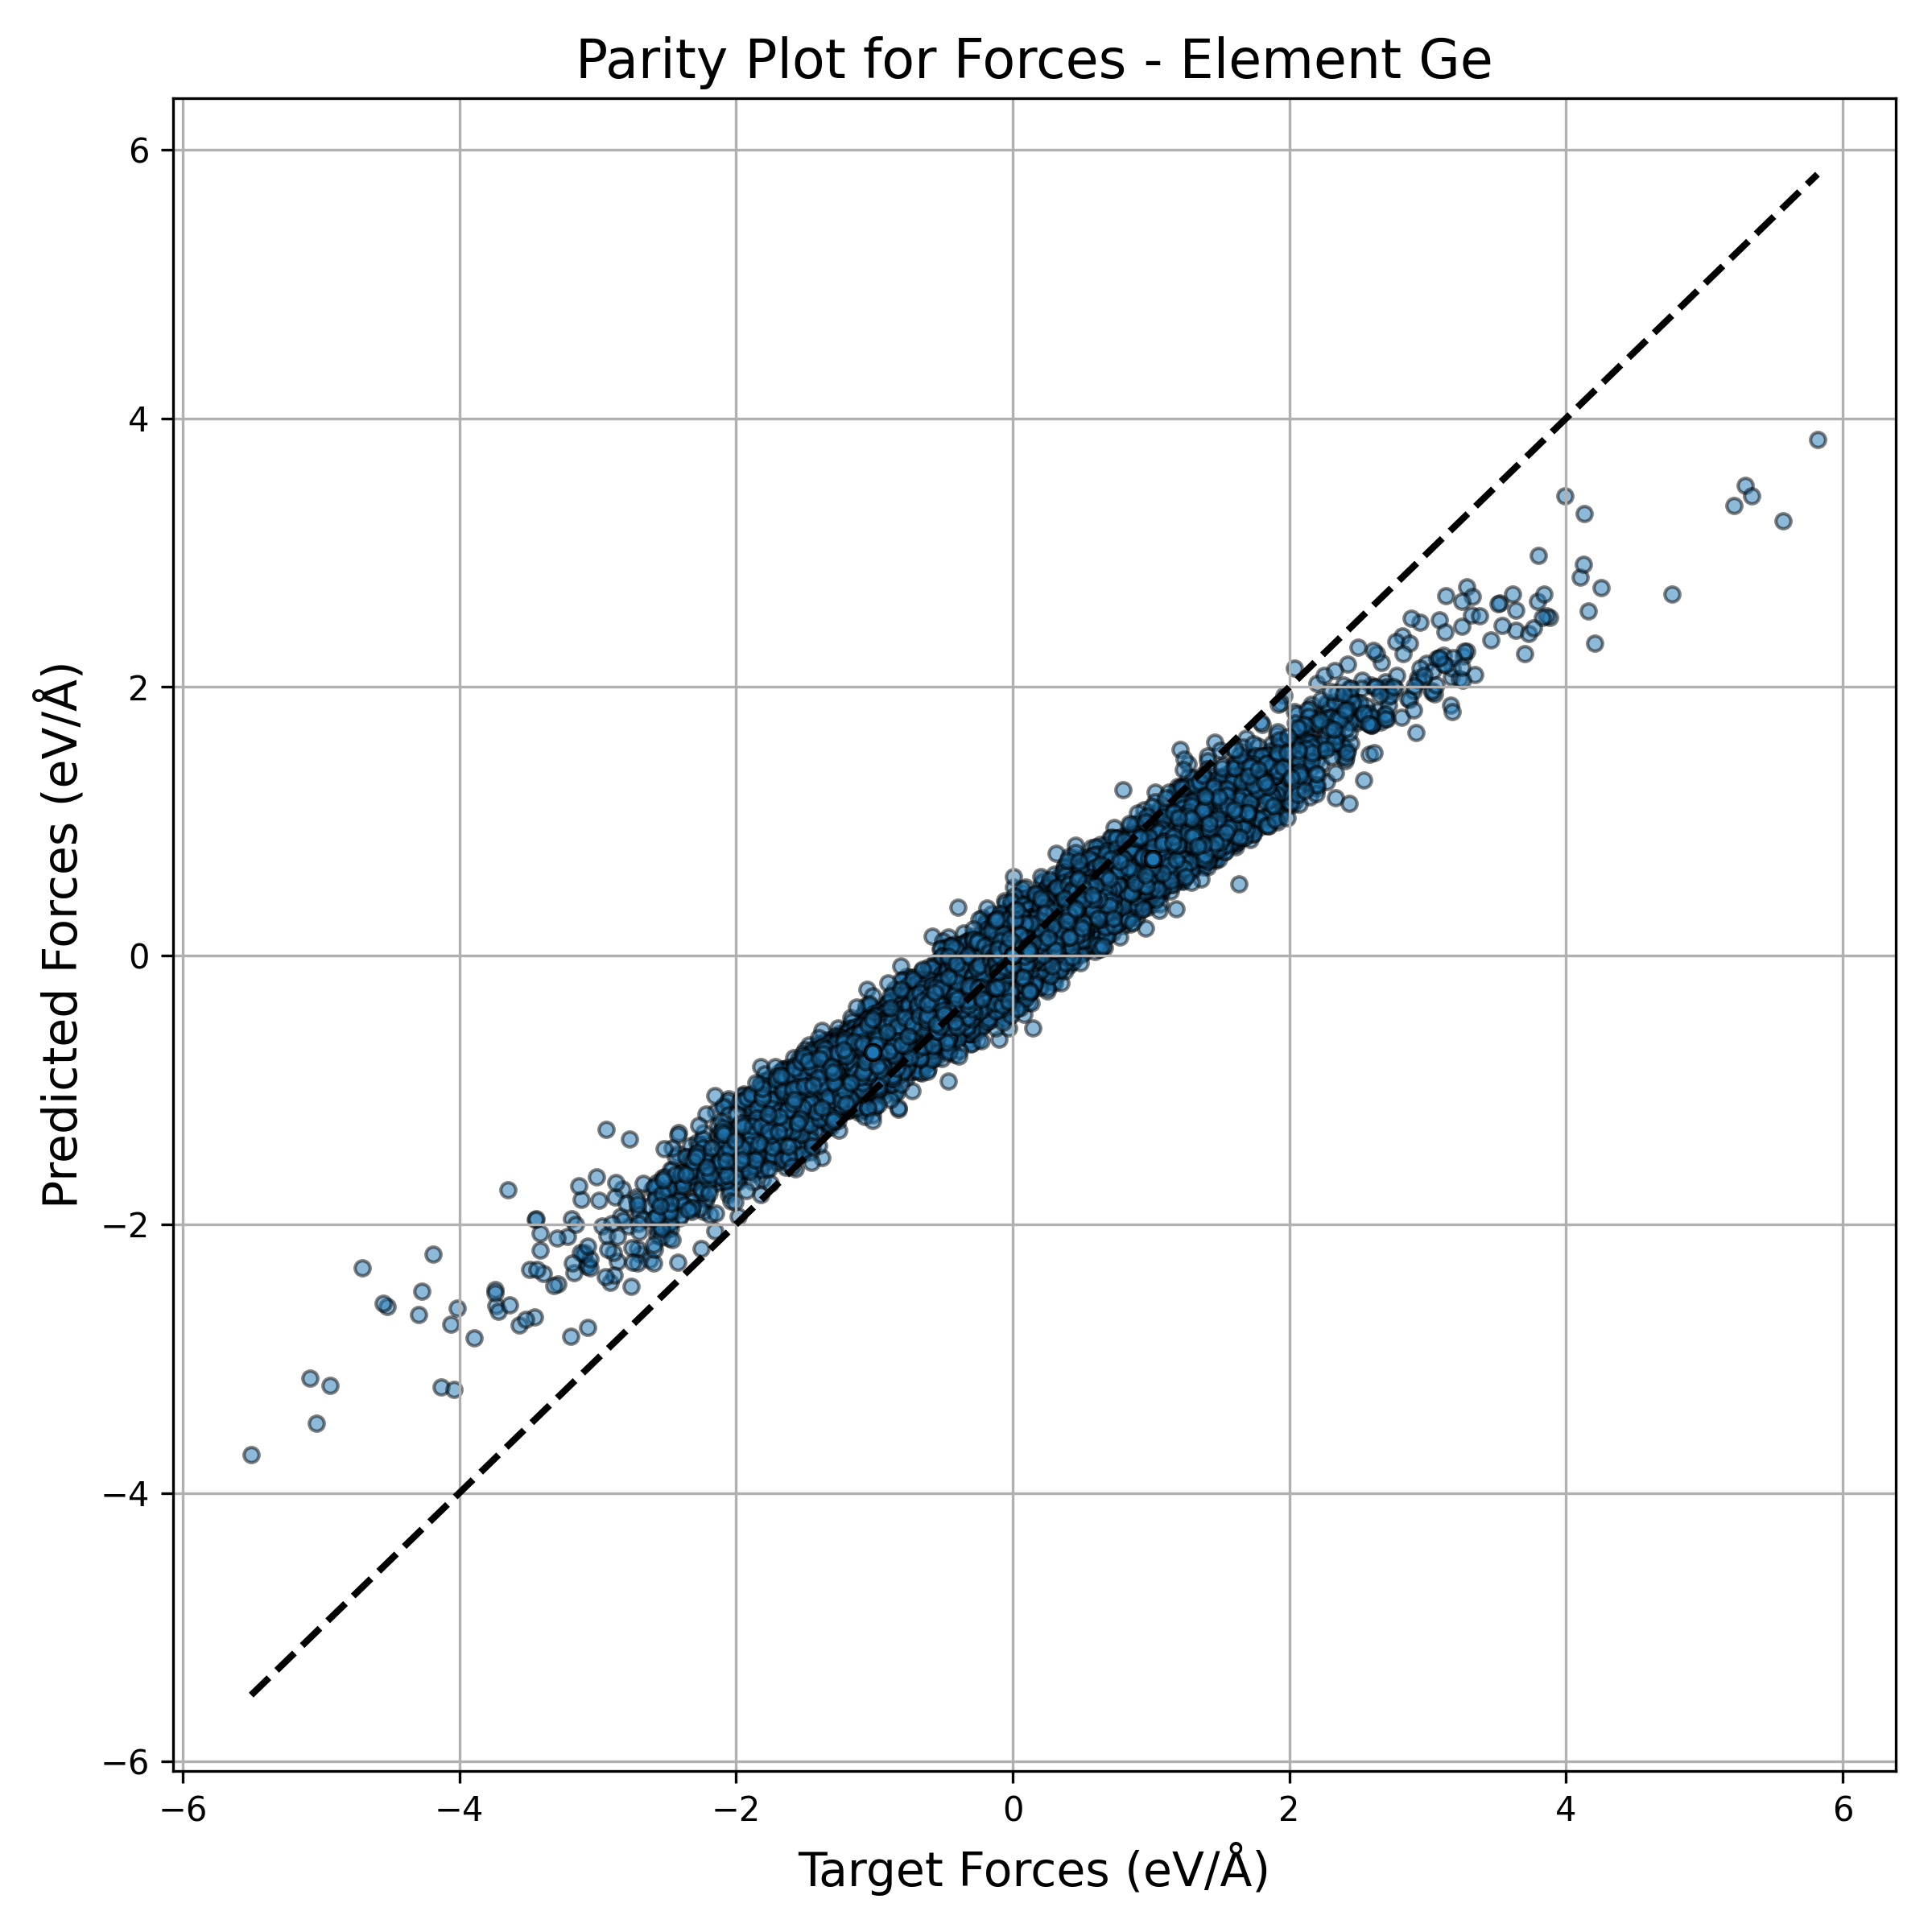 Parity Plot for Forces - Element Ge
Predicted Forces (eV/Å)
6
4
2
0
−2
−4
−6
−6 −4 −2 0 2 4 6
Target Forces (eV/Å)